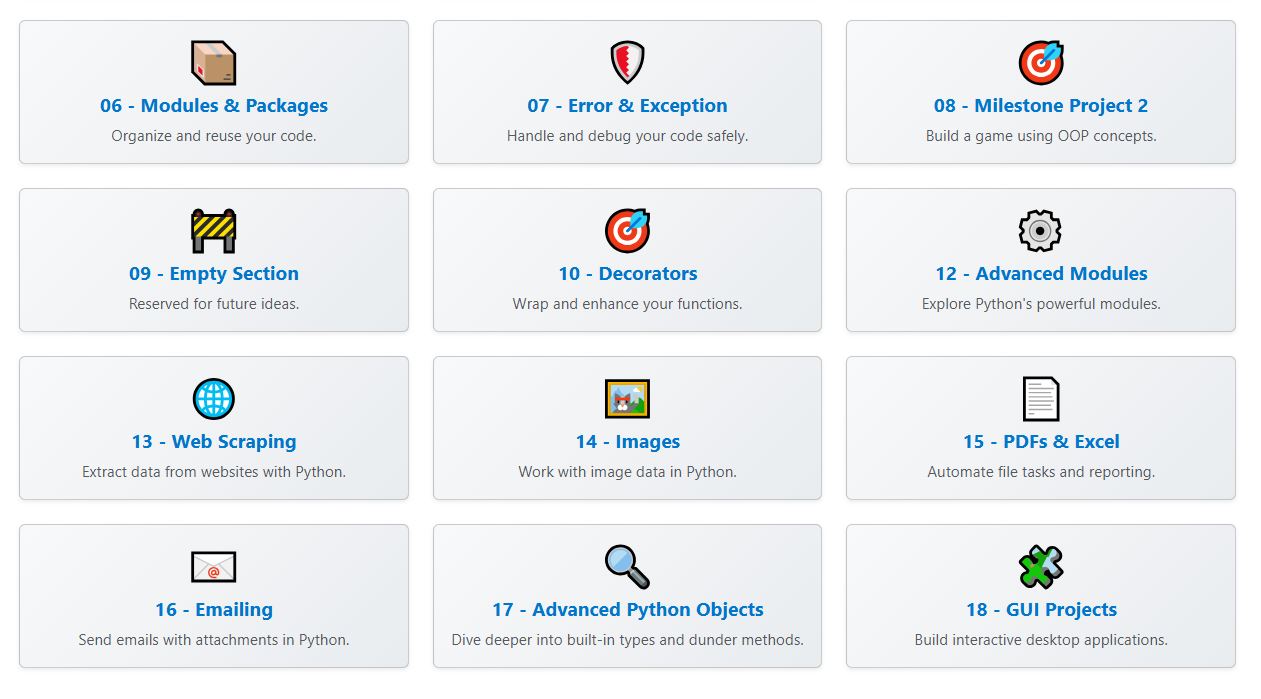 06 - Modules & Packages
Organize and reuse your code.
07 - Error & Exception
Handle and debug your code safely.
08 - Milestone Project 2
Build a game using OOP concepts.
09 - Empty Section
Reserved for future ideas.
10 - Decorators
Wrap and enhance your functions.
12 - Advanced Modules
Explore Python's powerful modules.
13 - Web Scraping
Extract data from websites with Python.
14 - Images
Work with image data in Python.
15 - PDFs & Excel
Automate file tasks and reporting.
@
16 - Emailing
Send emails with attachments in Python.
17 - Advanced Python Objects
Dive deeper into built-in types and dunder methods.
18 - GUI Projects
Build interactive desktop applications.